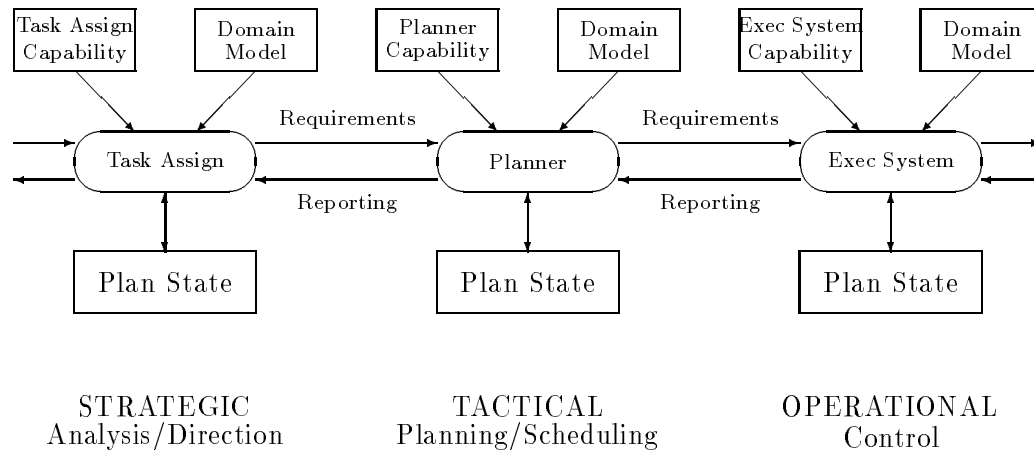 Task Assign
Capability
Domain
Model
Planner
Capability
Domain
Model
Exec System
Capability
Domain
Model
Requirements
Requirements
Task Assign
Planner
Exec System
Reporting
Reporting
Plan State
Plan State
Plan State
STRATEGIC
Analysis/Direction
TACTICAL
Planning/Scheduling
OPERATIONAL
Control